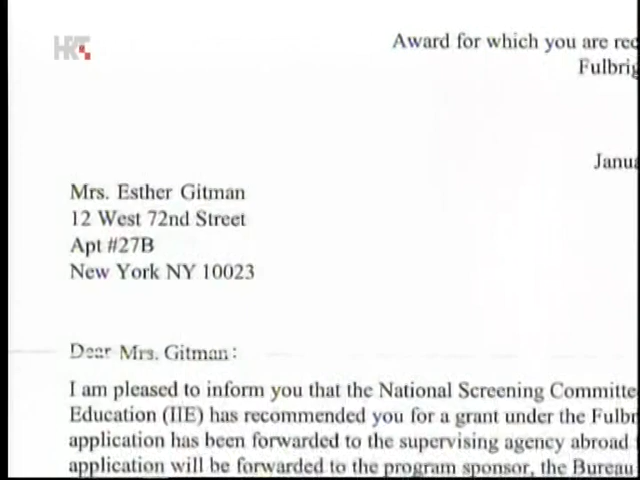 HRT
Award for which you are rec
Fulbrig
Janua
Mrs. Esther Gitman
12 West 72nd Street
Apt #27B
New York NY 10023
Dear Mrs. Gitman:
I am pleased to inform you that the National Screening Committe
Education (IIE) has recommended you for a grant under the Fulbr
application has been forwarded to the supervising agency abroad
application will be forwarded to the program sponsor, the Bureau